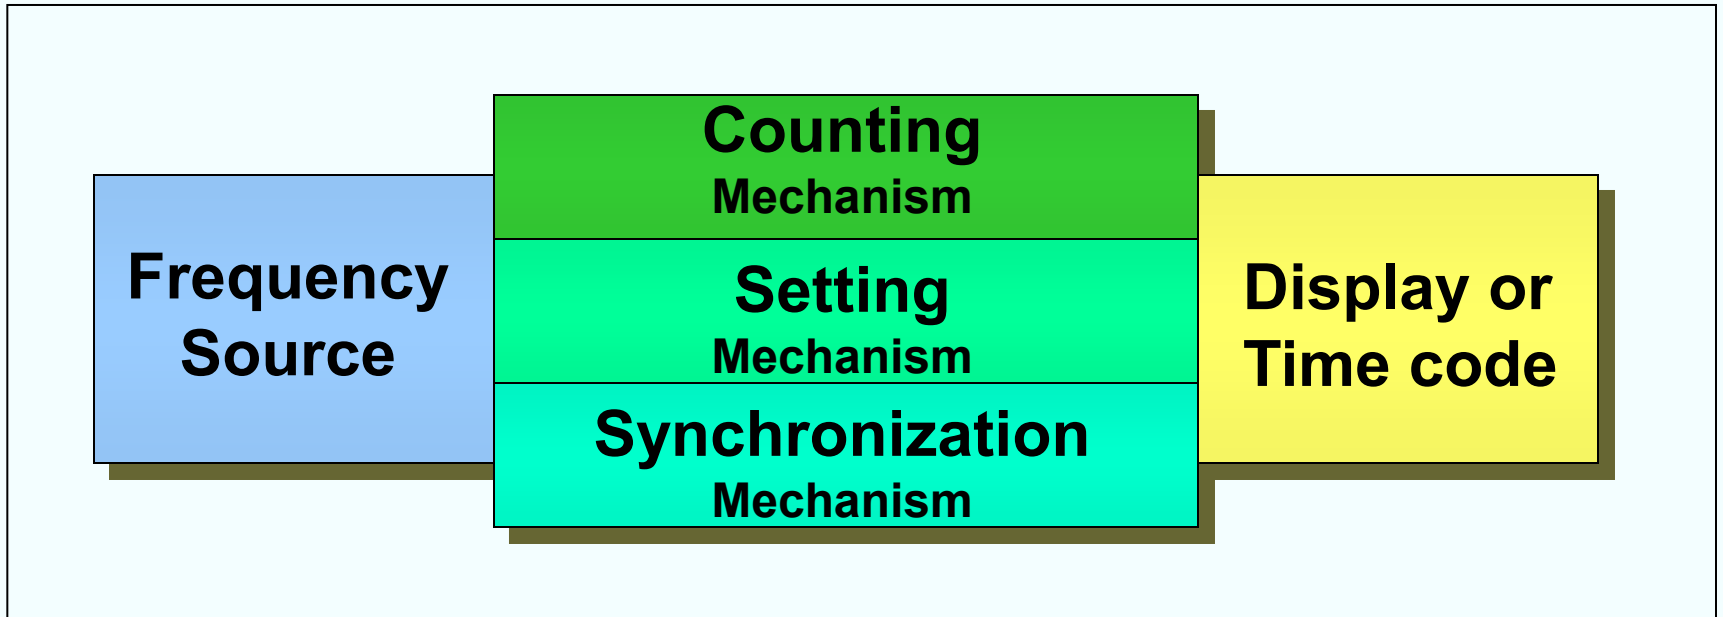 Frequency
Source
Counting
Mechanism
Setting
Mechanism
Synchronization
Mechanism
Display or
Time code